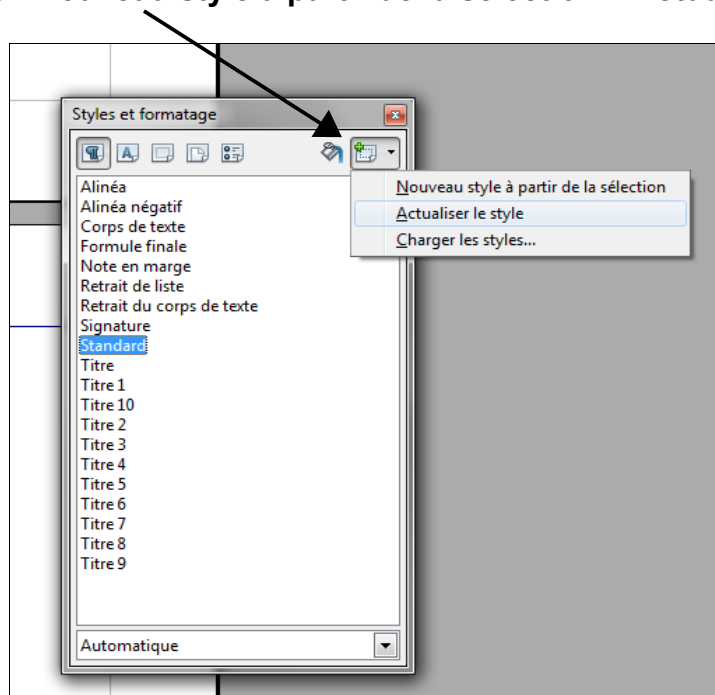 Styles et formatage
Nouveau style à partir de la sélection
Actualiser le style
Charger les styles...
Alinéa
Alinéa négatif
Corps de texte
Formule finale
Note en marge
Retrait de liste
Retrait du corps de texte
Signature
Standard
Titre
Titre 1
Titre 10
Titre 2
Titre 3
Titre 4
Titre 5
Titre 6
Titre 7
Titre 8
Titre 9
Automatique